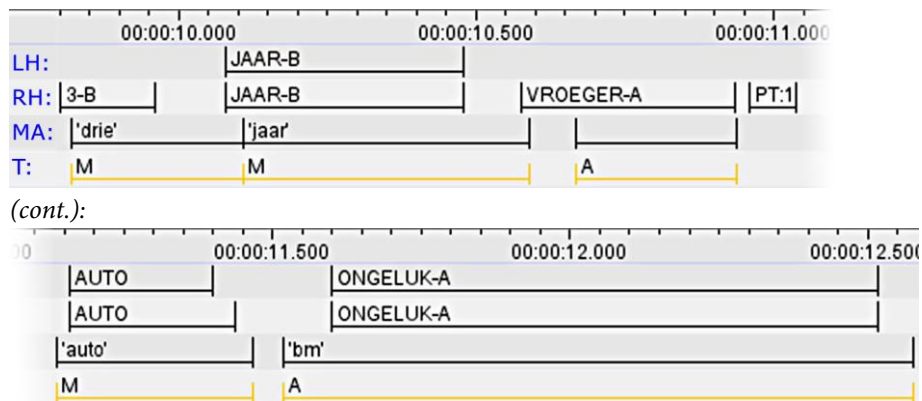 00:00:10.000 00:00:10.500 00:00:11.000
LH: JAAR-B
RH: 3-B JAAR-B VROEGER-A PT:1
MA: 'drie' 'jaar'
T: M M A
(cont.):
00 00:00:11.500 00:00:12.000 00:00:12.500
AUTO ONGELUK-A
AUTO ONGELUK-A
'auto' 'bm'
M A